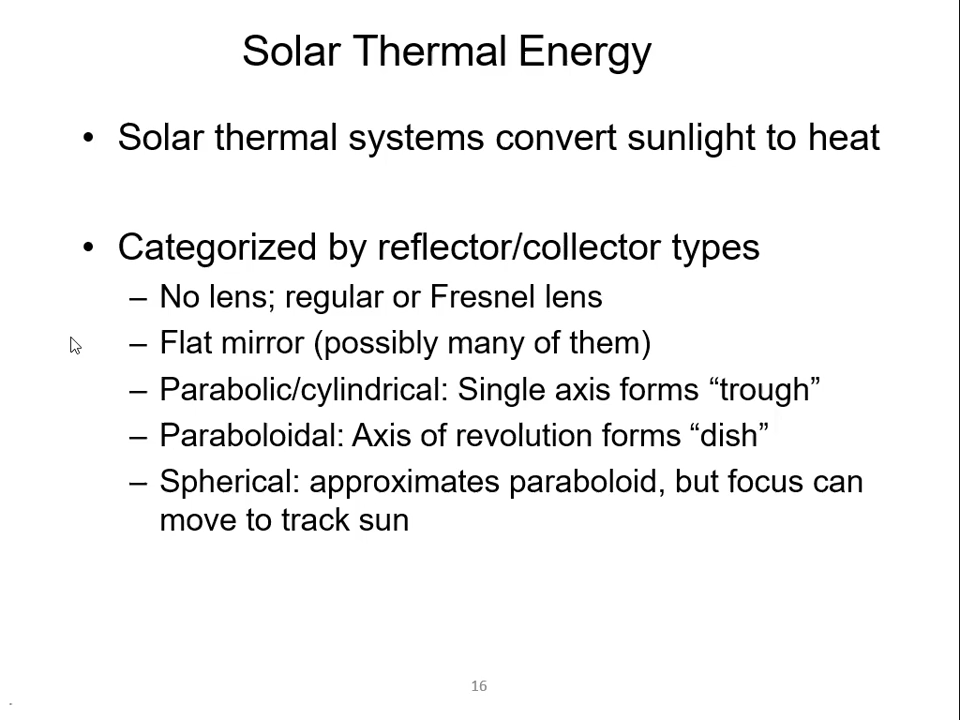 Solar Thermal Energy
• Solar thermal systems convert sunlight to heat
• Categorized by reflector/collector types
– No lens; regular or Fresnel lens
– Flat mirror (possibly many of them)
– Parabolic/cylindrical: Single axis forms “trough”
– Paraboloidal: Axis of revolution forms “dish”
– Spherical: approximates paraboloid, but focus can
move to track sun
16